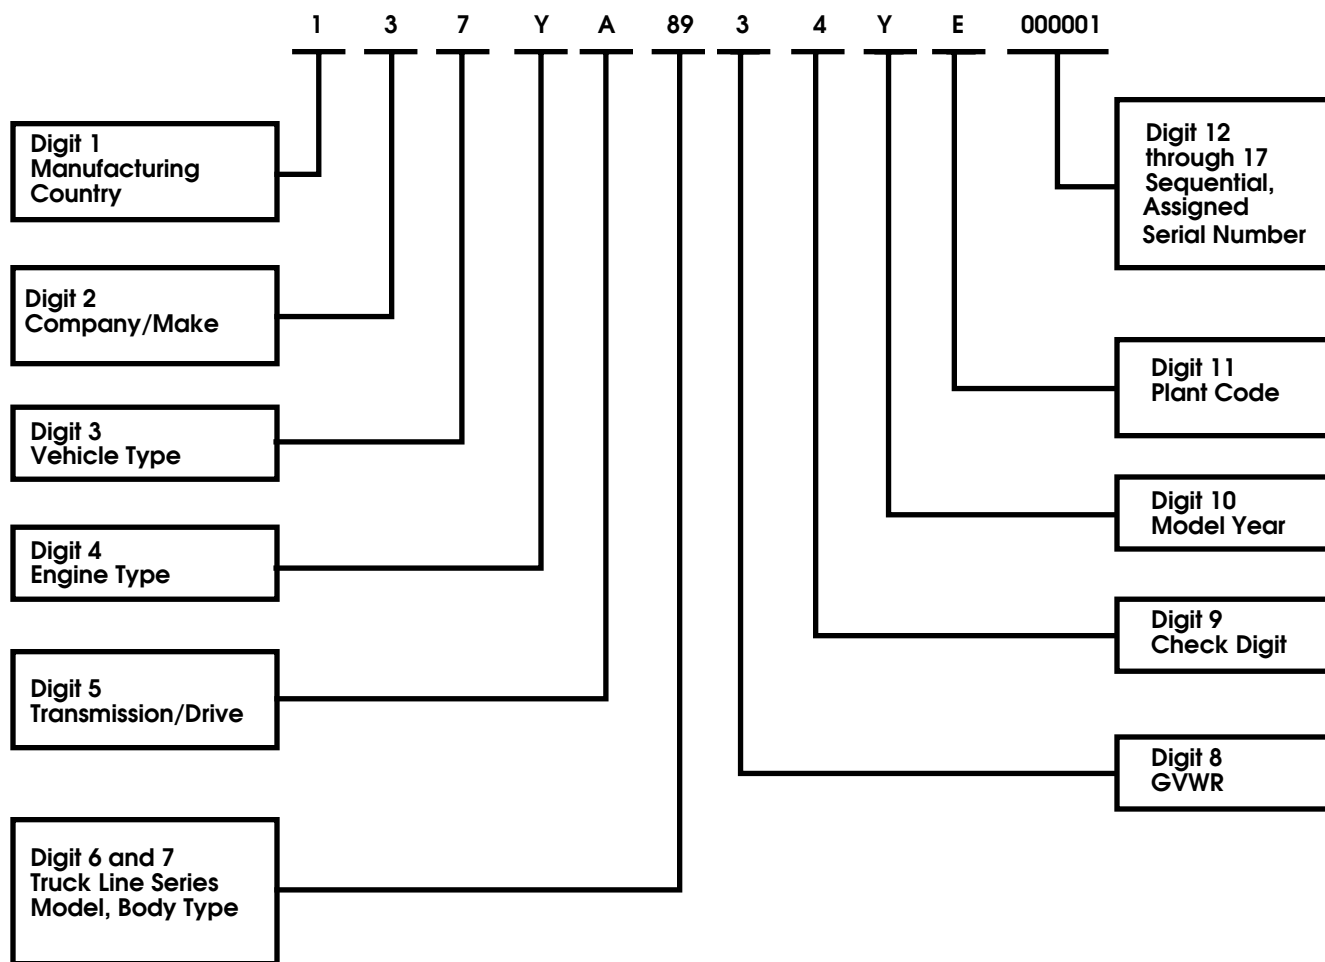 1 3 7 Y A 89 3 4 Y E 000001
Digit 1
Manufacturing
Country
Digit 2
Company/Make
Digit 3
Vehicle Type
Digit 4
Engine Type
Digit 5
Transmission/Drive
Digit 6 and 7
Truck Line Series
Model, Body Type
Digit 12
through 17
Sequential,
Assigned
Serial Number
Digit 11
Plant Code
Digit 10
Model Year
Digit 9
Check Digit
Digit 8
GVWR